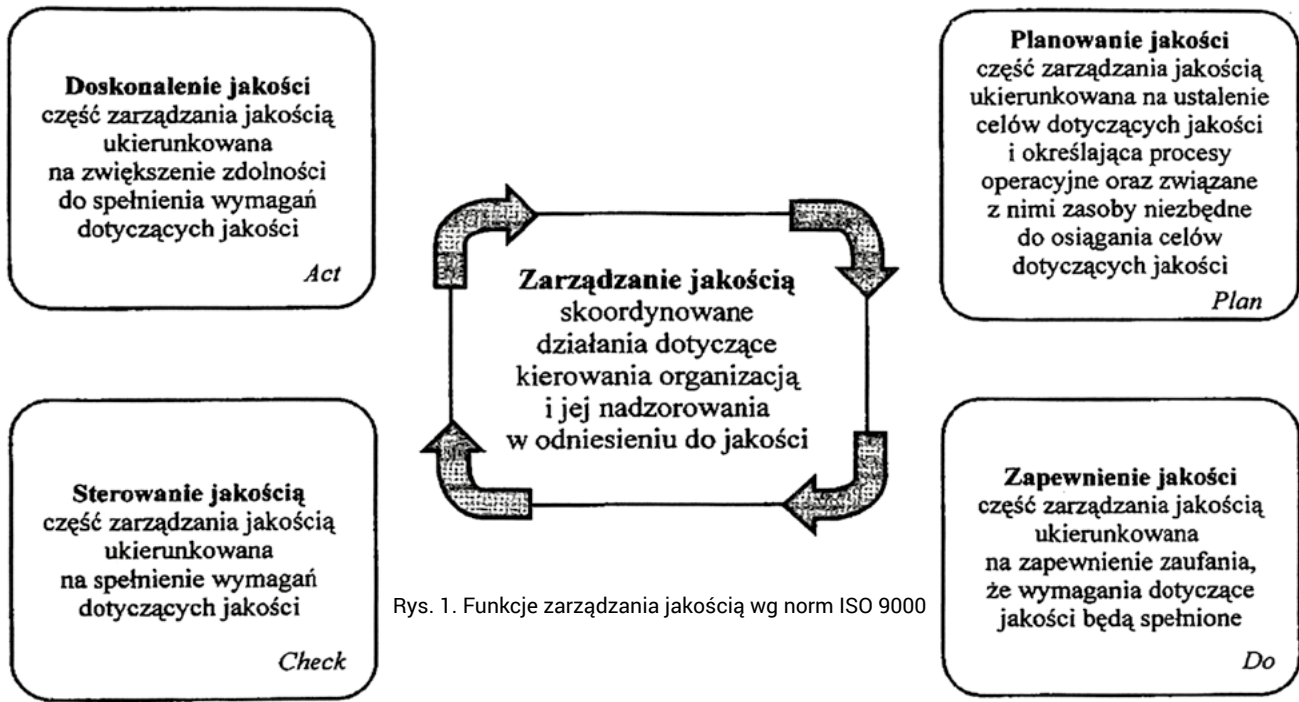 Doskonalenie jakości
część zarządzania jakością
ukierunkowana
na zwiększenie zdolności
do spełnienia wymagań
dotyczących jakości
Act
Planowanie jakości
część zarządzania jakością
ukierunkowana na ustalenie
celów dotyczących jakości
i określająca procesy
operacyjne oraz związane
z nimi zasoby niezbędne
do osiągania celów
dotyczących jakości
Plan
Zarządzanie jakością
skoordynowane
działania dotyczące
kierowania organizacją
i jej nadzorowania
w odniesieniu do jakości
Sterowanie jakością
część zarządzania jakością
ukierunkowana
na spełnienie wymagań
dotyczących jakości
Check
Zapewnienie jakości
część zarządzania jakością
ukierunkowana
na zapewnienie zaufania,
że wymagania dotyczące
jakości będą spełnione
Do
Rys. 1. Funkcje zarządzania jakością wg norm ISO 9000